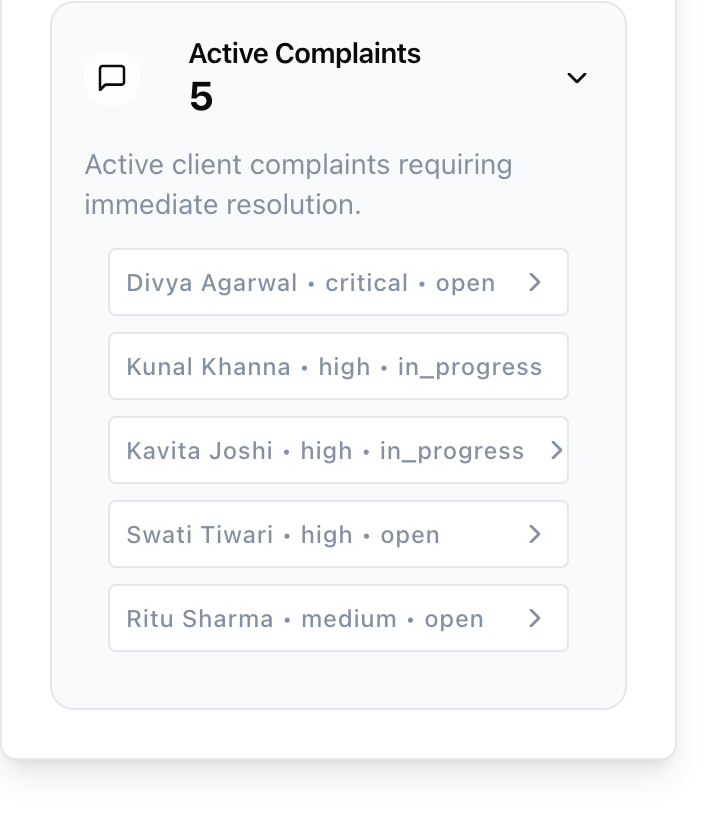 Active Complaints
5
Active client complaints requiring
immediate resolution.
Divya Agarwal • critical • open
Kunal Khanna • high • in_progress
Kavita Joshi • high • in_progress
Swati Tiwari • high • open
Ritu Sharma • medium • open